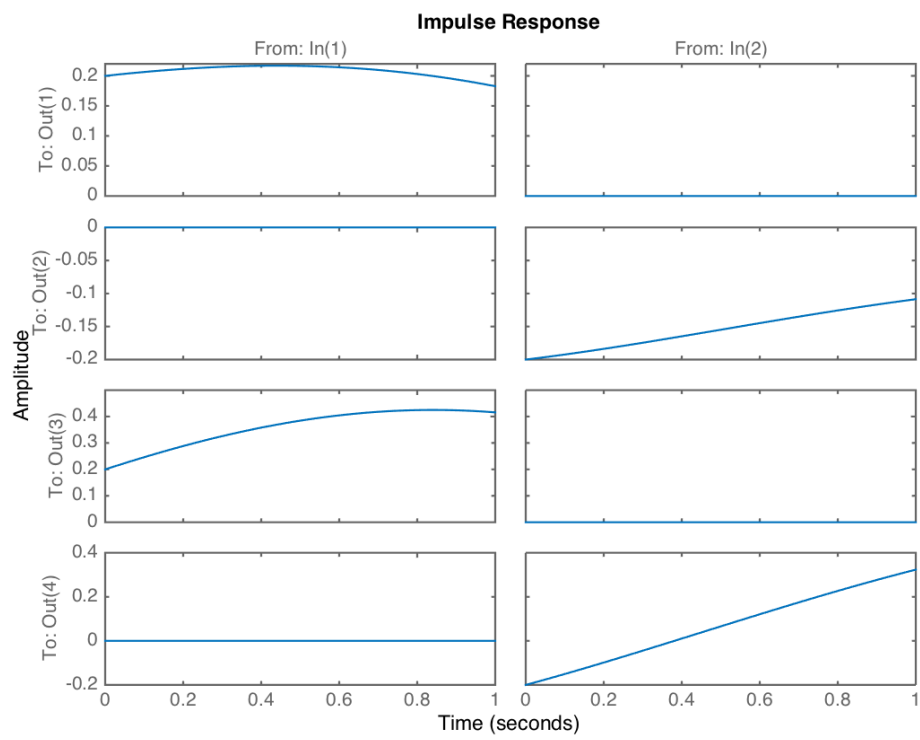 Impulse Response
From: In(1)
From: In(2)
To: Out(1)
0.2
0.15
0.1
0.05
0
To: Out(2)
0
-0.05
-0.1
-0.15
-0.2
Amplitude
To: Out(3)
0.4
0.3
0.2
0.1
0
To: Out(4)
0.4
0.2
0
-0.2
0 0.2 0.4 0.6 0.8 1
0 0.2 0.4 0.6 0.8 1
Time (seconds)